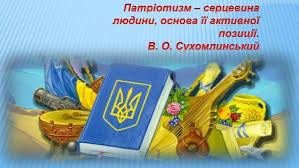 Патріотизм – серцевина
людини, основа її активної
позиції.
В. О. Сухомлинський